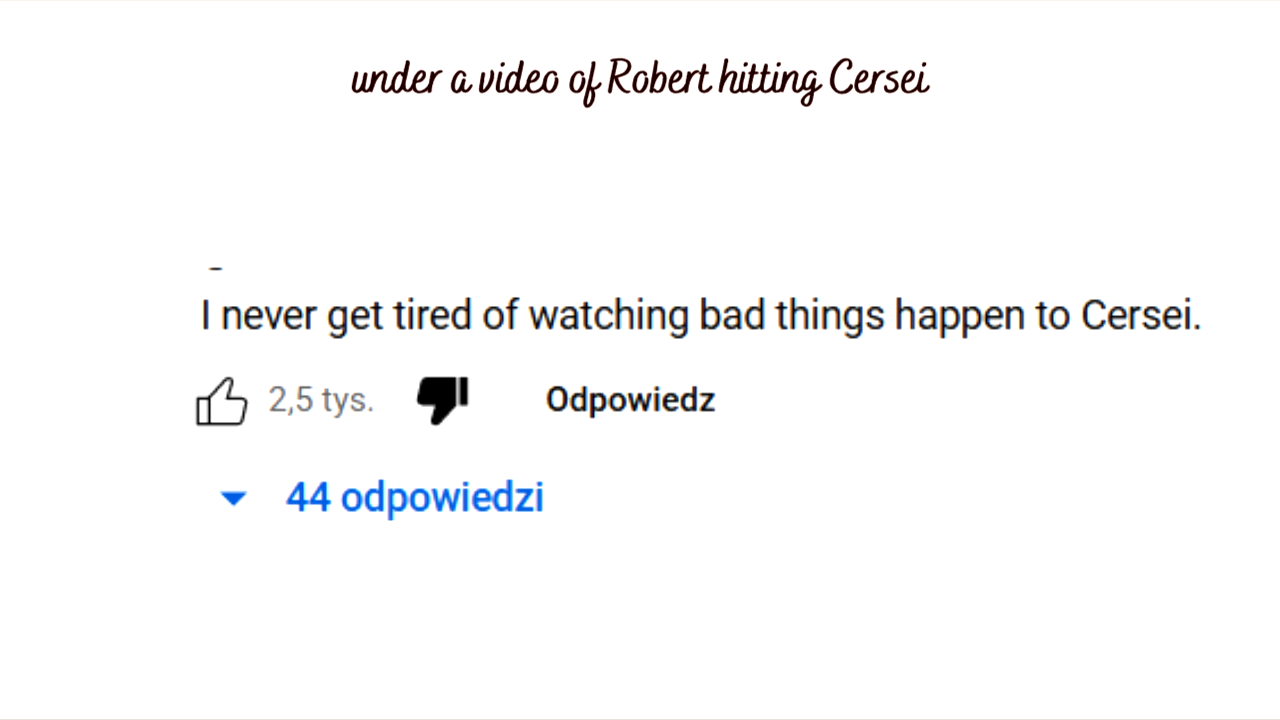 under a video of Robert hitting Cersei
I never get tired of watching bad things happen to Cersei.
2,5 tys. Odpowiedz
44 odpowiedzi